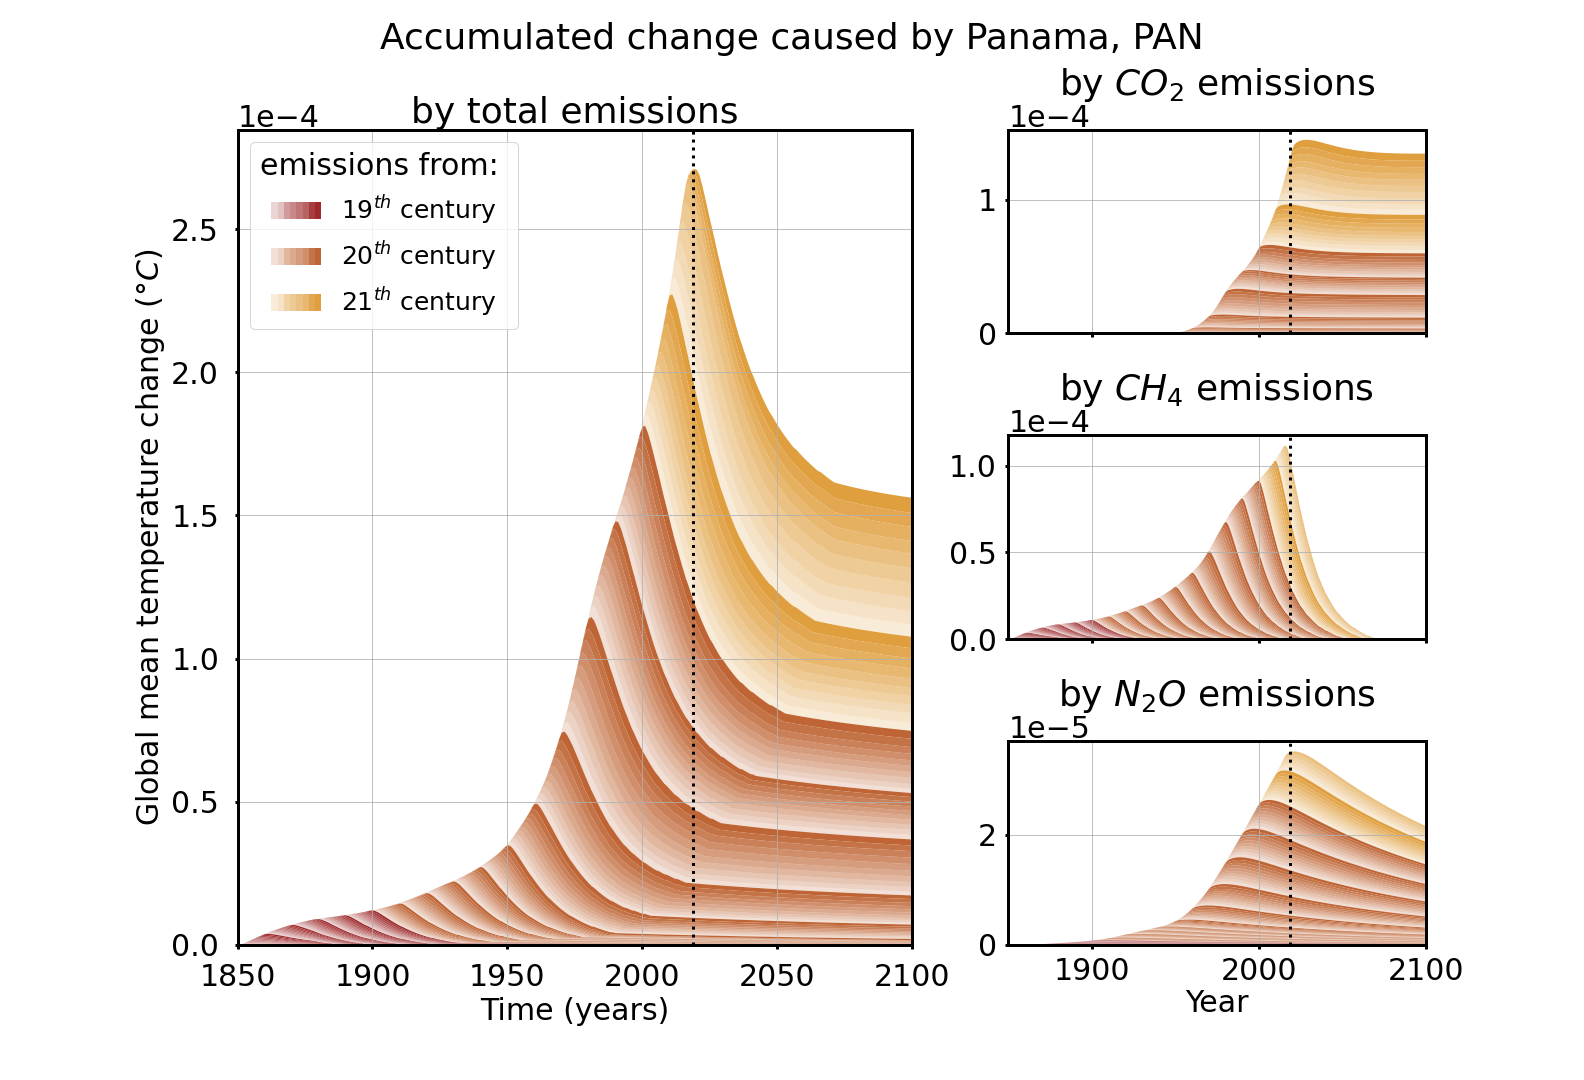 Accumulated change caused by Panama, PAN
by total emissions
1e−4
emissions from:
19th century
20th century
21th century
Global mean temperature change (°C)
2.5
2.0
1.5
1.0
0.5
0.0
1850 1900 1950 2000 2050 2100
Time (years)
by CO2 emissions
1e−4
1
0
by CH4 emissions
1e−4
1.0
0.5
0.0
by N2O emissions
1e−5
2
0
1900 2000 2100
Year